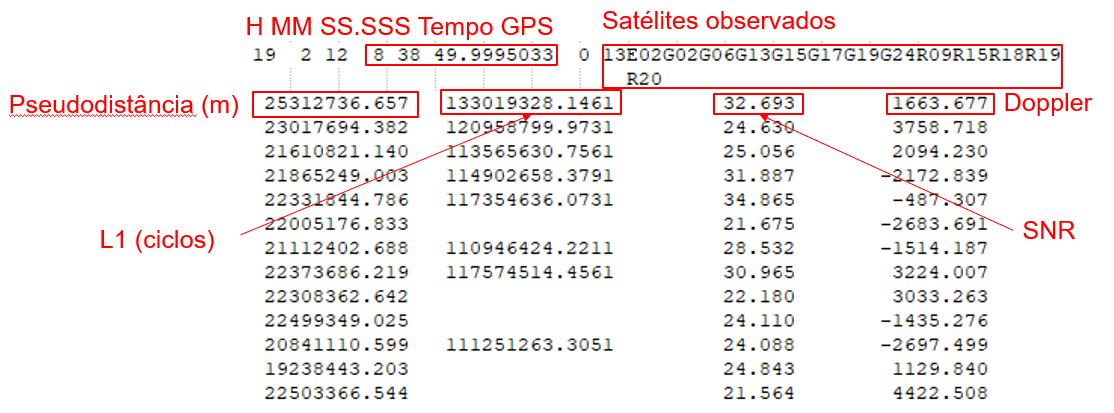 H MM SS.SSS Tempo GPS Satélites observados
19 2 12 8 38 49.9995033 0 13E02G02G06G13G15G17G19G24R09R15R18R19
R20
Pseudodistância (m) 25312736.657 133019328.1461 32.693 1663.677 Doppler
23017694.382 120958799.9731 24.630 3758.718
21610821.140 113565630.7561 25.056 2094.230
21865249.003 114902658.3791 31.887 -2172.839
22331844.786 117354636.0731 34.865 -487.307
22005176.833 21.675 -2683.691
L1 (ciclos) SNR
21112402.688 110946424.2211 28.532 -1514.187
22373686.219 117574514.4561 30.965 3224.007
22308362.642 22.180 3033.263
22499349.025 24.110 -1435.276
20841110.599 111251263.3051 24.088 -2697.499
19238443.203 24.843 1129.840
22503366.544 21.564 4422.508